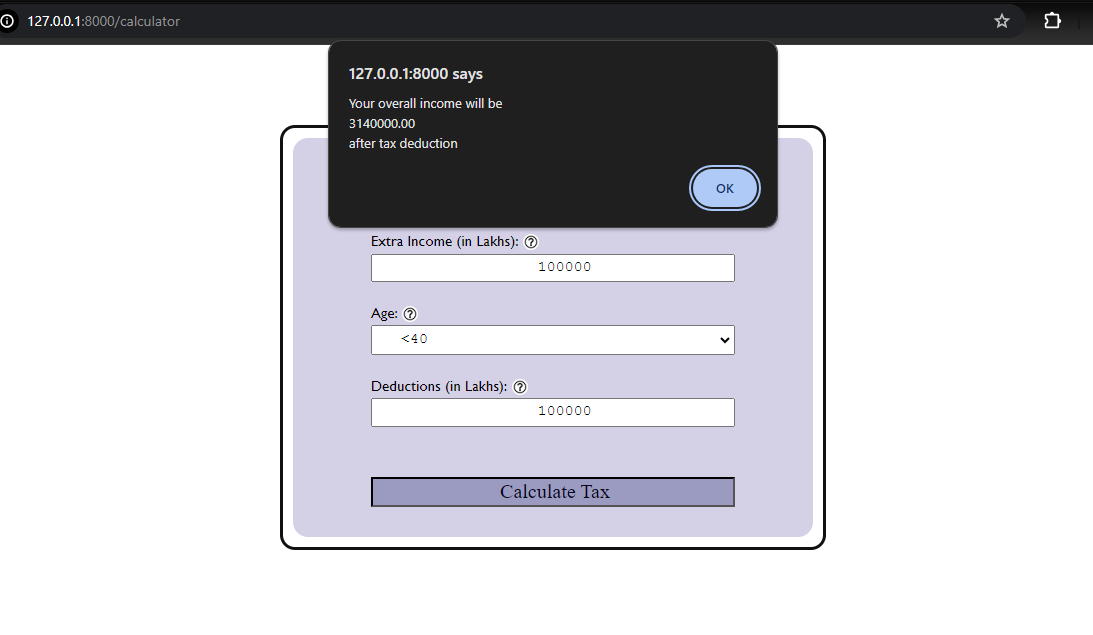 127.0.0.1:8000/calculator
127.0.0.1:8000 says
Your overall income will be
3140000.00
after tax deduction
OK
Extra Income (in Lakhs): ?
100000
Age: ?
<40
Deductions (in Lakhs): ?
100000
Calculate Tax